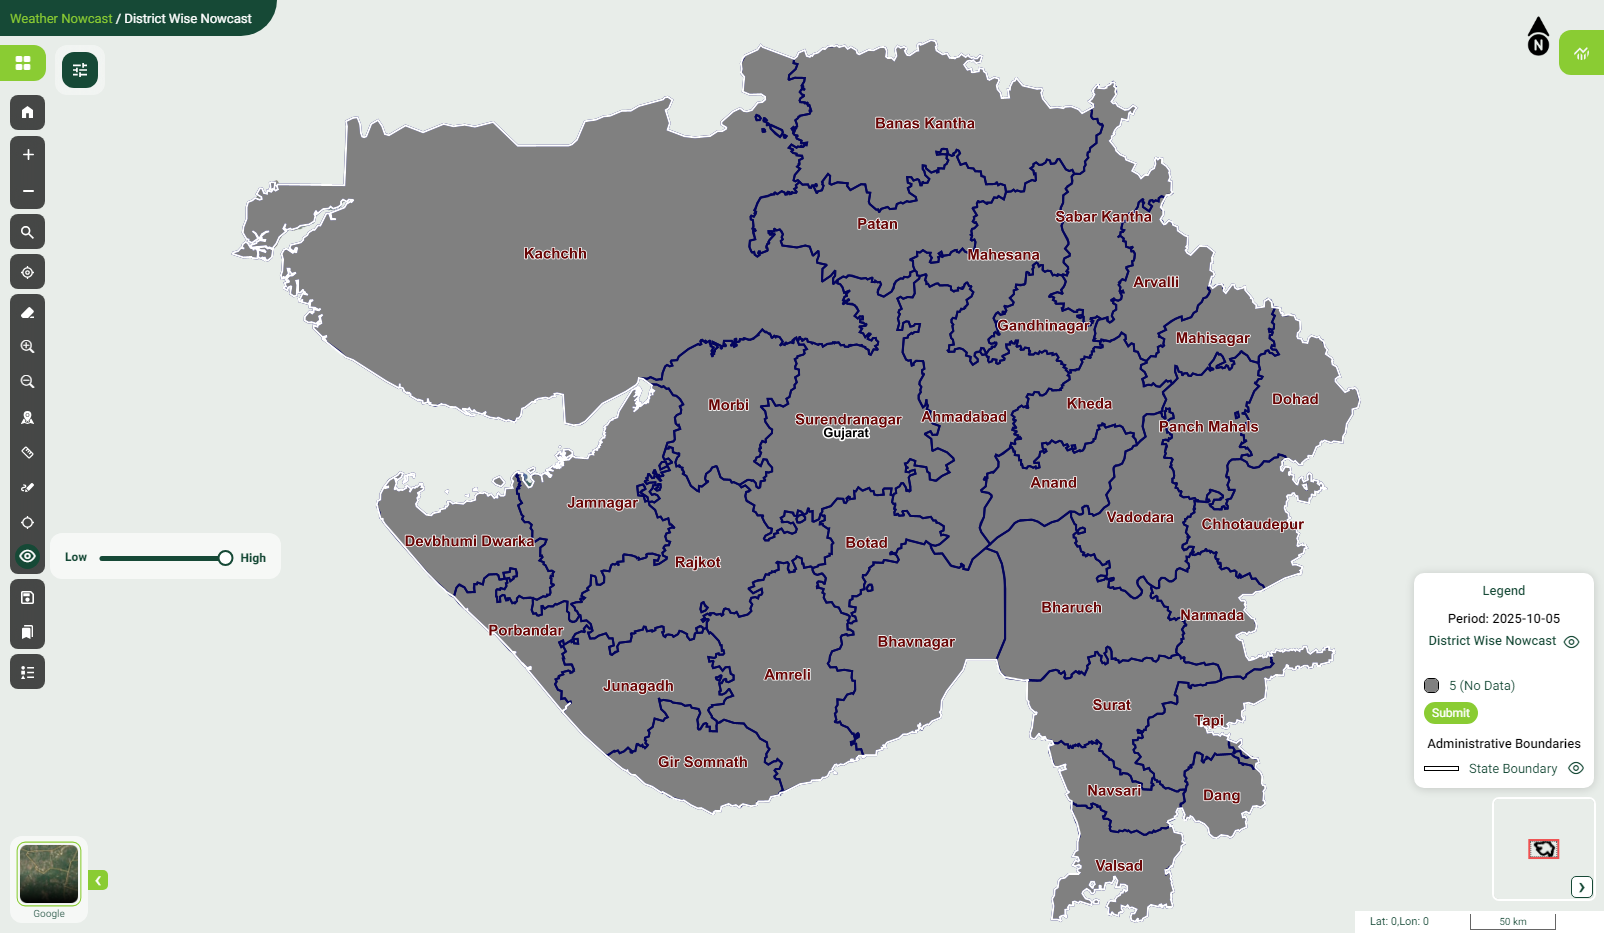 Weather Nowcast / District Wise Nowcast
N
Banas Kantha
Patan
Sabar Kantha
Kachchh
Mahesana
Arvalli
Gandhinagar
Mahisagar
Morbi
Surendranagar
Gujarat
Ahmadabad
Kheda
Dohad
Panch Mahals
Anand
Jamnagar
Vadodara
Chhotaudepur
Devbhumi Dwarka
Botad
Rajkot
Low
High
Bharuch
Narmada
Porbandar
Bhavnagar
Junagadh
Amreli
Surat
Tapi
Gir Somnath
Navsari
Dang
Valsad
Legend
Period: 2025-10-05
District Wise Nowcast
5 (No Data)
Submit
Administrative Boundaries
State Boundary
Google
Lat: 0,Lon: 0
50 km